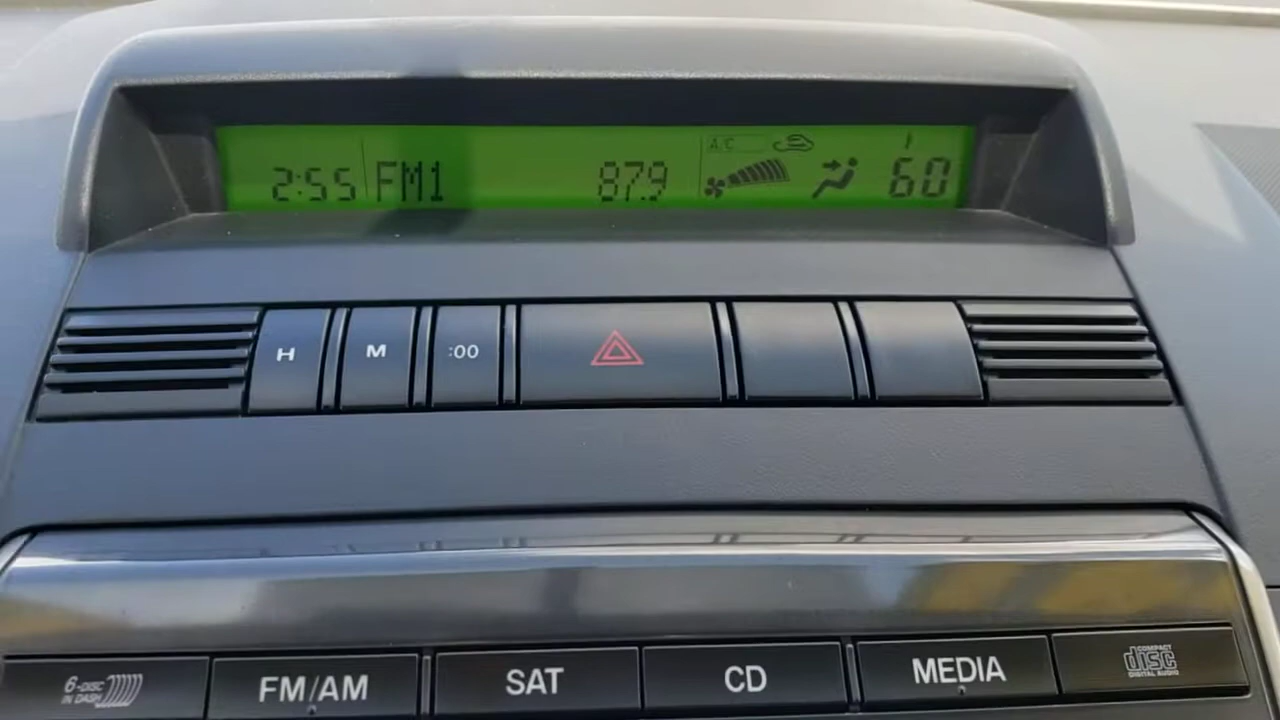 A/C
2:55 FM1 87.9 60
H M :00
6-DISC IN DASH
FM/AM SAT CD MEDIA
COMPACT disc DIGITAL AUDIO